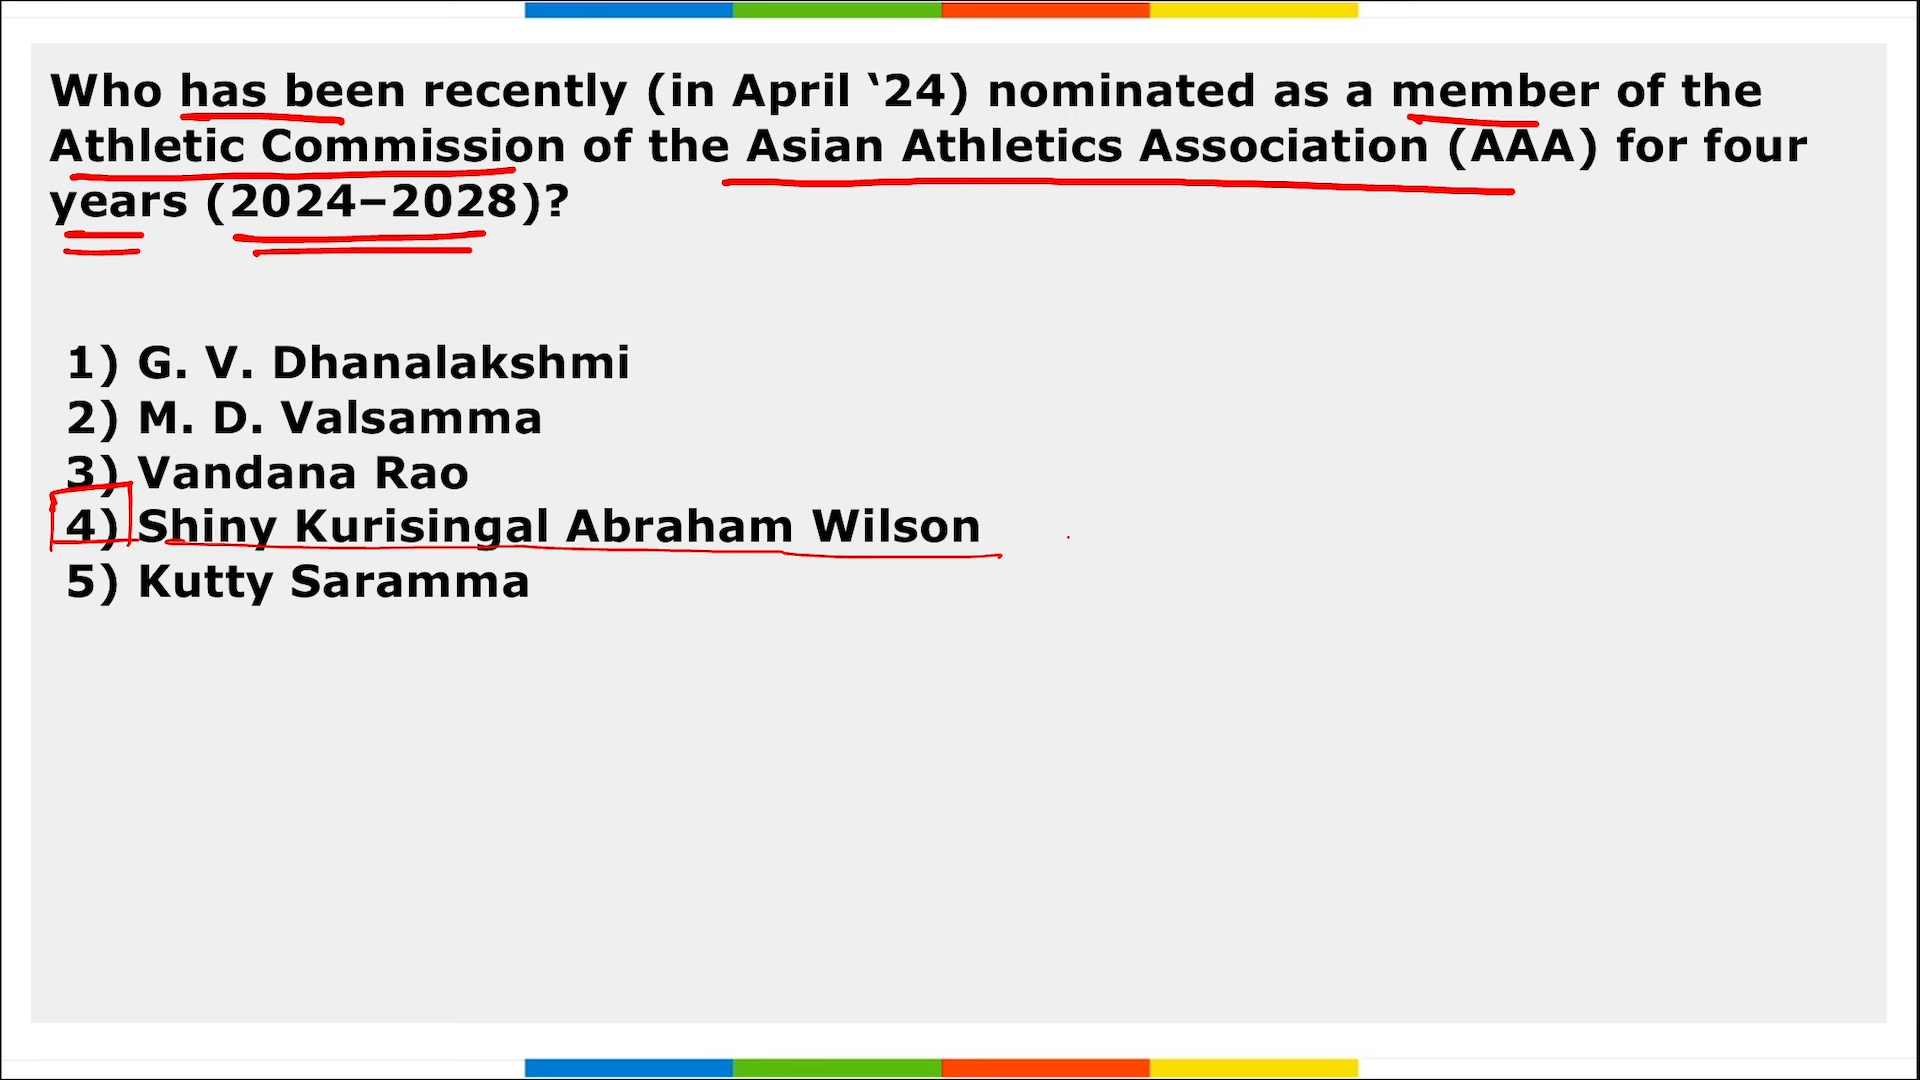 Who has been recently (in April ‘24) nominated as a member of the
Athletic Commission of the Asian Athletics Association (AAA) for four
years (2024–2028)?
1) G. V. Dhanalakshmi
2) M. D. Valsamma
3) Vandana Rao
4) Shiny Kurisingal Abraham Wilson
5) Kutty Saramma